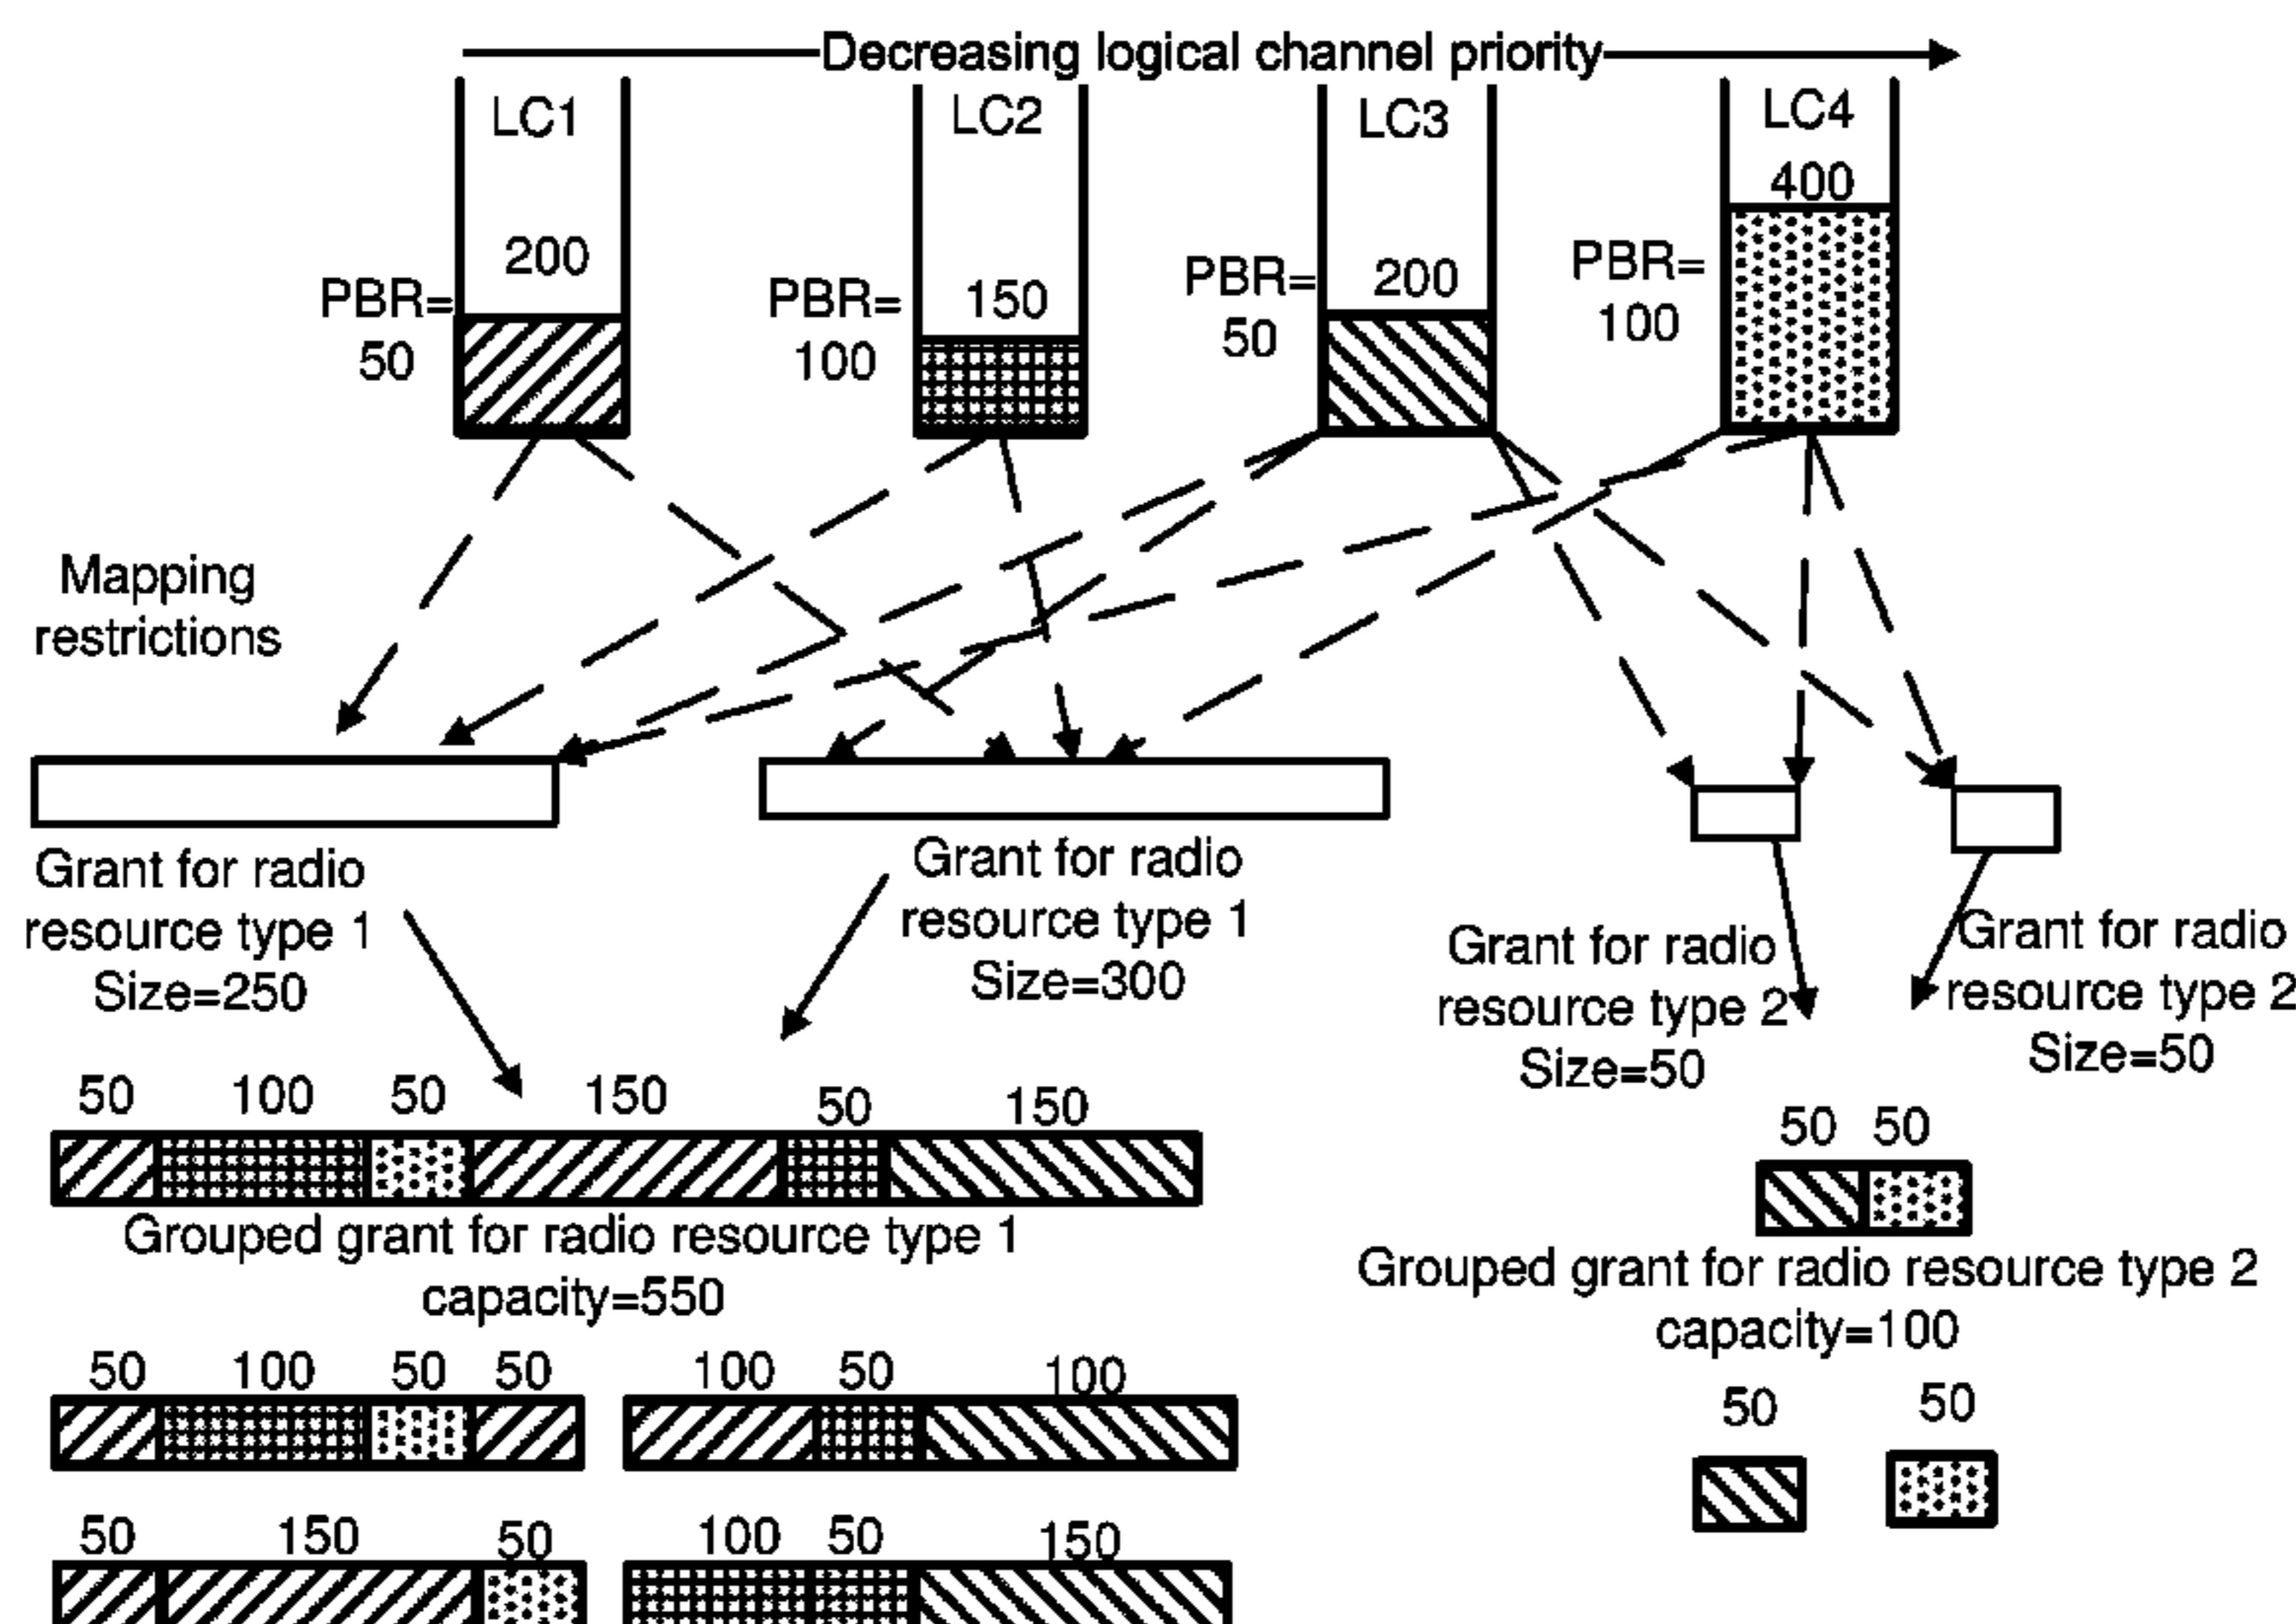 Decreasing logical channel priority
LC1
LC2
LC3
LC4
200
150
200
400
PBR=
50
PBR=
100
PBR=
50
PBR=
100
Mapping
restrictions
Grant for radio
resource type 1
Size=250
Grant for radio
resource type 1
Size=300
Grant for radio
resource type 2
Size=50
Grant for radio
resource type 2
Size=50
50 100 50 150 50 150
Grouped grant for radio resource type 1
capacity=550
50 50
Grouped grant for radio resource type 2
capacity=100
50 100 50 50 100 50 100
50 50
50 150 50 100 50 150